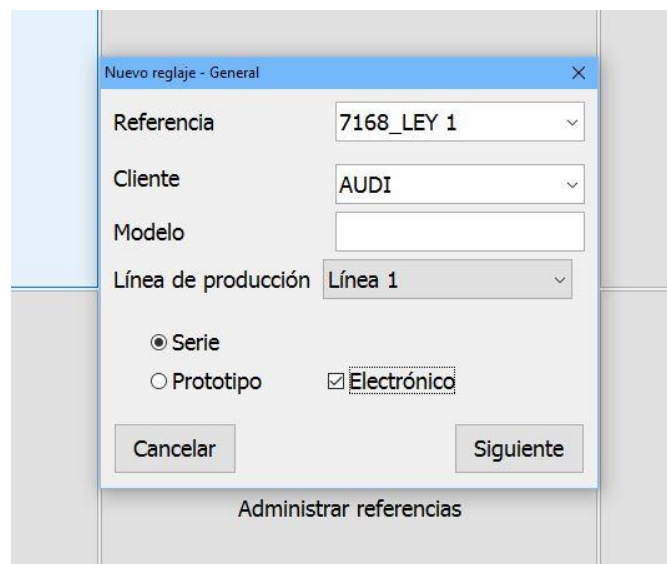 Nuevo reglaje - General
Referencia 7168_LEY 1
Cliente AUDI
Modelo
Línea de producción Línea 1
Serie
Prototipo Electrónico
Cancelar Siguiente
Administrar referencias